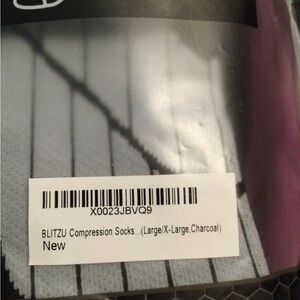 X0023JBVQ9
BLITZU Compression Socks...(Large/X-Large,Charcoal)
New